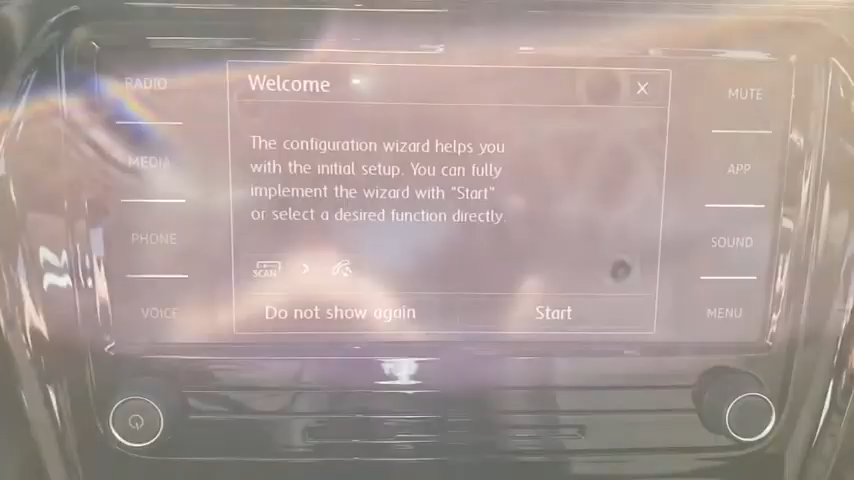 RADIO
MEDIA
PHONE
VOICE
Welcome
X
The configuration wizard helps you
with the initial setup. You can fully
implement the wizard with "Start"
or select a desired function directly.
SCAN
Do not show again
Start
MUTE
APP
SOUND
MENU